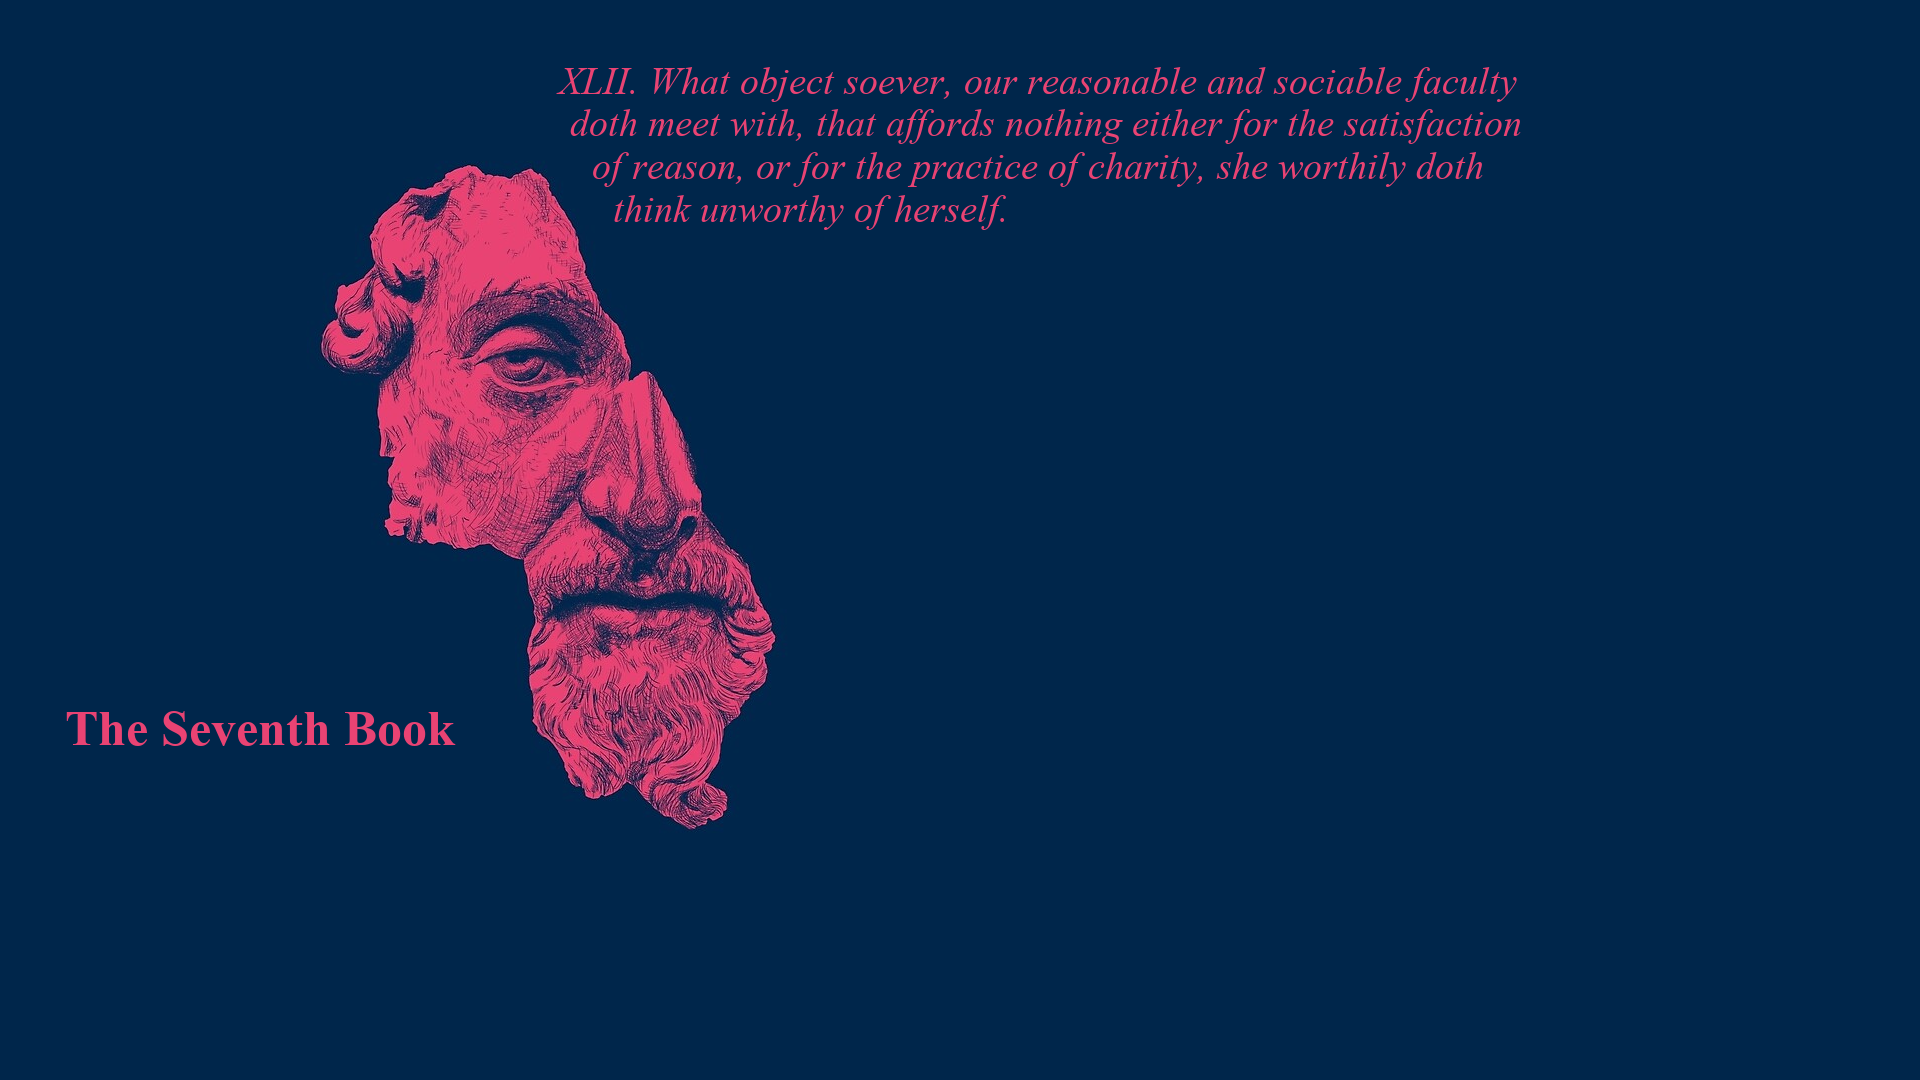 XLII. What object soever, our reasonable and sociable faculty
doth meet with, that affords nothing either for the satisfaction
of reason, or for the practice of charity, she worthily doth
think unworthy of herself.
The Seventh Book